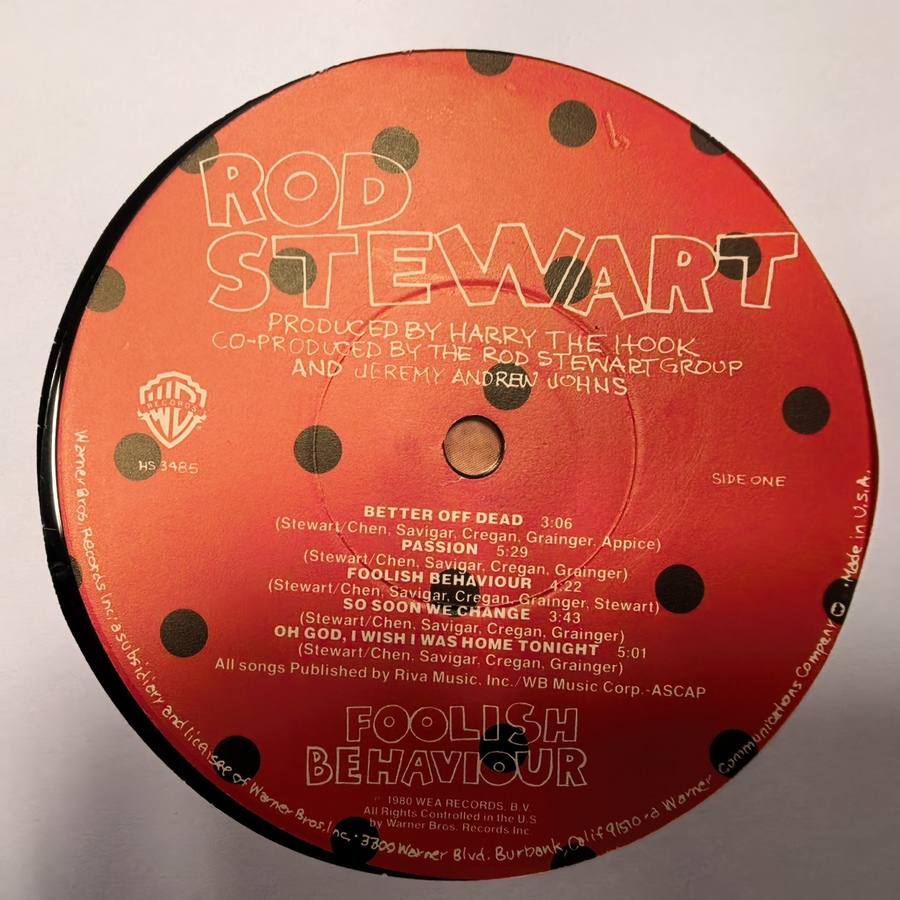 ROD
STEWART
PRODUCED BY HARRY THE HOOK
CO-PRODUCED BY THE ROD STEWART GROUP
AND JEREMY ANDREW JOHNS
W RECORDS
HS 3485
SIDE ONE
BETTER OFF DEAD 3:06
(Stewart/Chen, Savigar, Cregan, Grainger, Appice)
PASSION 5:29
(Stewart/Chen, Savigar, Cregan, Grainger)
FOOLISH BEHAVIOUR 4:22
(Stewart/Chen, Savigar, Cregan, Grainger, Stewart)
SO SOON WE CHANGE 3:43
(Stewart/Chen, Savigar, Cregan, Grainger)
OH GOD, I WISH I WAS HOME TONIGHT 5:01
(Stewart/Chen, Savigar, Cregan, Grainger)
All songs Published by Riva Music, Inc./WB Music Corp.-ASCAP
FOOLISH
BEHAVIOUR
℗ 1980 WEA RECORDS, B.V.
All Rights Controlled in the U.S
by Warner Bros. Records Inc
Warner Bros. Records Inc., a subsidiary and licensee of Warner Bros. Inc. · 3300 Warner Blvd. Burbank, Calif 91510 · a Warner Communications Company · Made in U.S.A.